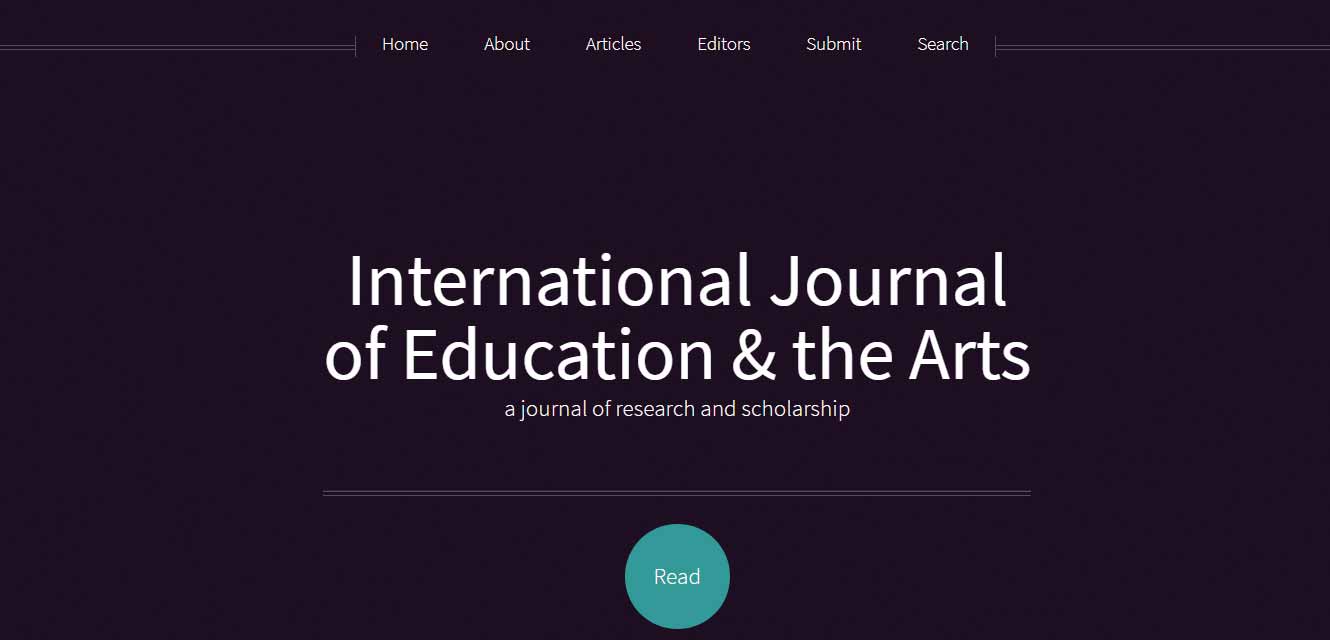 Home About Articles Editors Submit Search
International Journal
of Education & the Arts
a journal of research and scholarship
Read